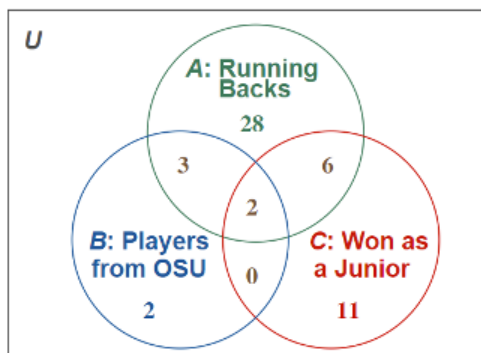 U
A: Running
Backs
28
3
6
2
B: Players
from OSU
C: Won as
a Junior
0
2
11